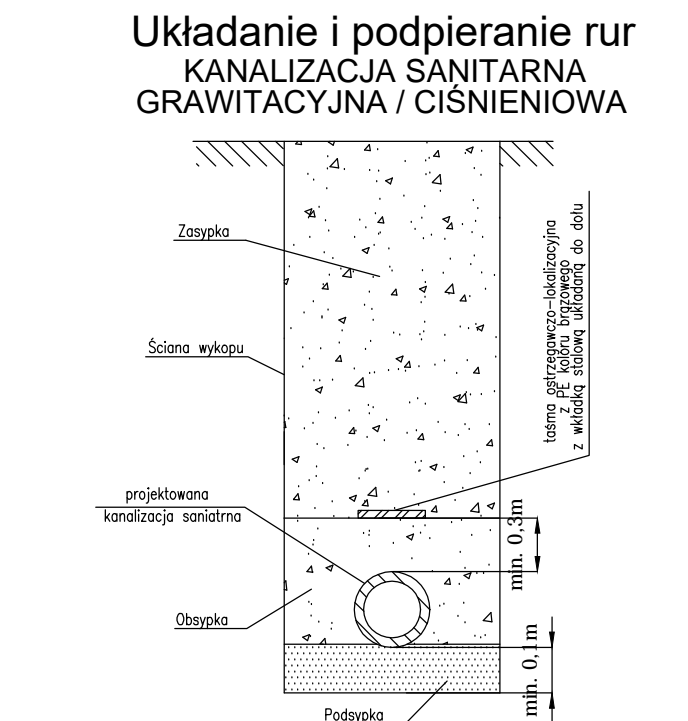 Układanie i podpieranie rur
KANALIZACJA SANITARNA
GRAWITACYJNA / CIŚNIENIOWA
Zasypka
Ściana wykopu
taśma ostrzegawczo-lokalizacyjna
z PE koloru brązowego
z wkładką stalową układaną do dołu
projektowana
kanalizacja saniatrna
min. 0,3m
Obsypka
min. 0,1m
Podsypka